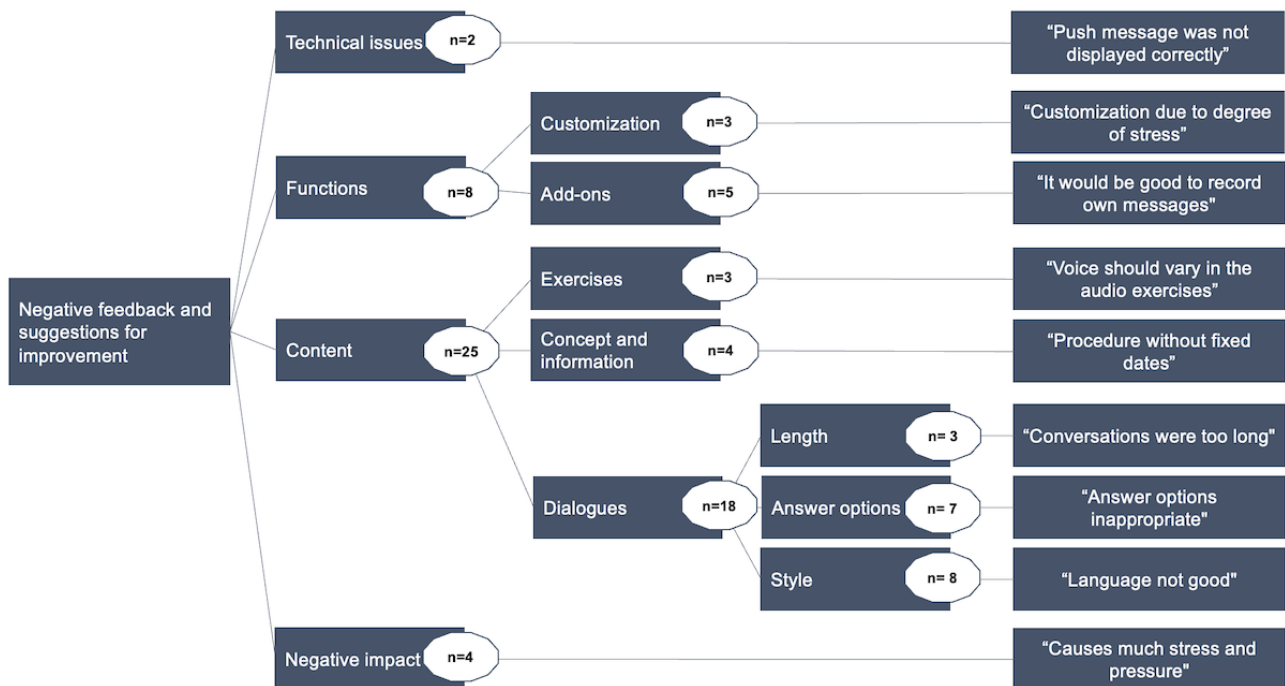 Technical issues
n=2
“Push message was not
displayed correctly”
Customization
n=3
“Customization due to degree
of stress”
Functions
n=8
Add-ons
n=5
“It would be good to record
own messages"
Exercises
n=3
“Voice should vary in the
audio exercises”
Negative feedback and
suggestions for
improvement
Content
n=25
Concept and
information
n=4
“Procedure without fixed
dates”
Length
n= 3
“Conversations were too long"
Dialogues
n=18
Answer options
n= 7
“Answer options
inappropriate"
Style
n= 8
“Language not good"
Negative impact
n=4
“Causes much stress and
pressure"